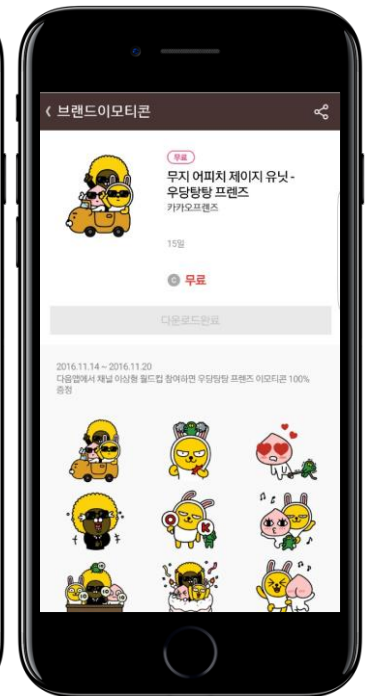 브랜드이모티콘
무료
무지 어피치 제이지 유닛 -
우당탕탕 프렌즈
카카오프렌즈
15일
C 무료
다운로드완료
2016.11.14 ~ 2016.11.20
다음앱에서 채널 이상형 월드컵 참여하면 우당탕탕 프렌즈 이모티콘 100%
증정
O K